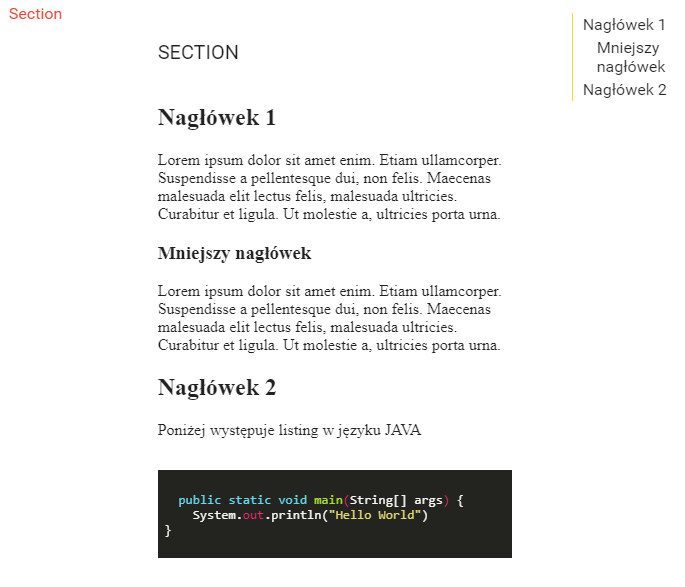 Section
SECTION
Nagłówek 1
Lorem ipsum dolor sit amet enim. Etiam ullamcorper.
Suspendisse a pellentesque dui, non felis. Maecenas
malesuada elit lectus felis, malesuada ultricies.
Curabitur et ligula. Ut molestie a, ultricies porta urna.
Mniejszy nagłówek
Lorem ipsum dolor sit amet enim. Etiam ullamcorper.
Suspendisse a pellentesque dui, non felis. Maecenas
malesuada elit lectus felis, malesuada ultricies.
Curabitur et ligula. Ut molestie a, ultricies porta urna.
Nagłówek 2
Poniżej występuje listing w języku JAVA
public static void main(String[] args) {
System.out.println("Hello World")
}
Nagłówek 1
Mniejszy
nagłówek
Nagłówek 2